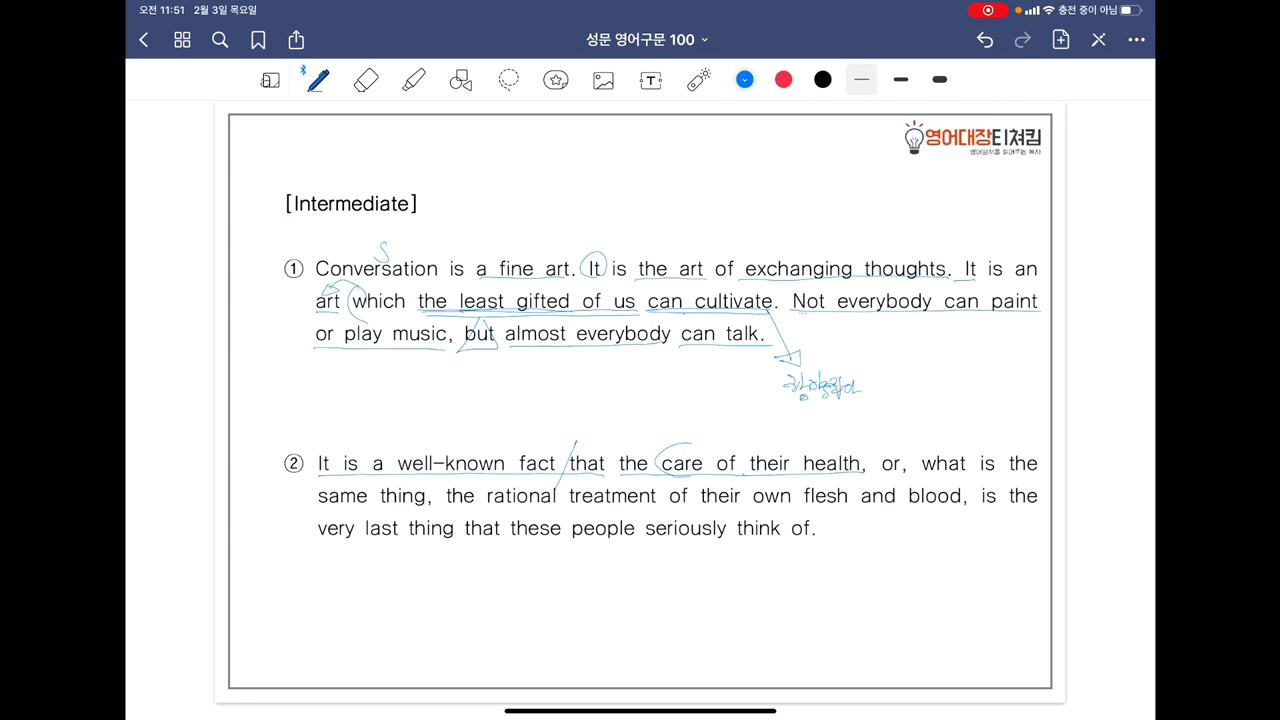 오전 11:51 2월 3일 목요일
충전 중이 아님
성문 영어구문 100
T
영어대장티쳐킴
[Intermediate]
S
① Conversation is a fine art. It is the art of exchanging thoughts. It is an
art which the least gifted of us can cultivate. Not everybody can paint
or play music, but almost everybody can talk.
② It is a well-known fact that the care of their health, or, what is the
same thing, the rational treatment of their own flesh and blood, is the
very last thing that these people seriously think of.